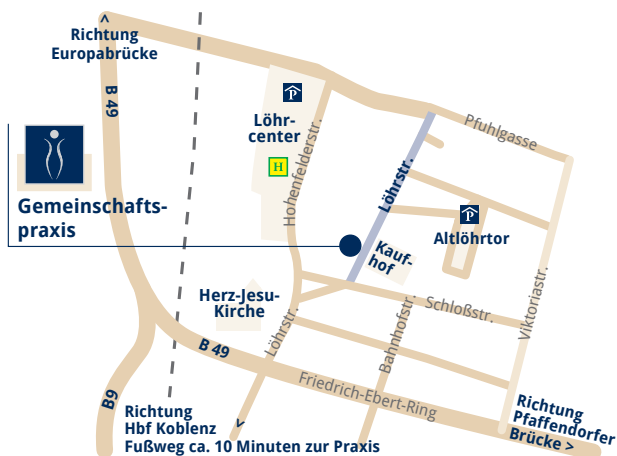 Richtung
Europabrücke
B 49
P
Löhr-
center
H
Hohenfelderstr.
Pfuhlgasse
Löhrstr.
P
Altlöhrtor
Kauf-
hof
Gemeinschafts-
praxis
Herz-Jesu-
Kirche
Löhrstr.
Schloßstr.
Bahnhofstr.
Viktoriastr.
B 49
Friedrich-Ebert-Ring
B9
Richtung
Hbf Koblenz
Fußweg ca. 10 Minuten zur Praxis
Richtung
Pfaffendorfer
Brücke >